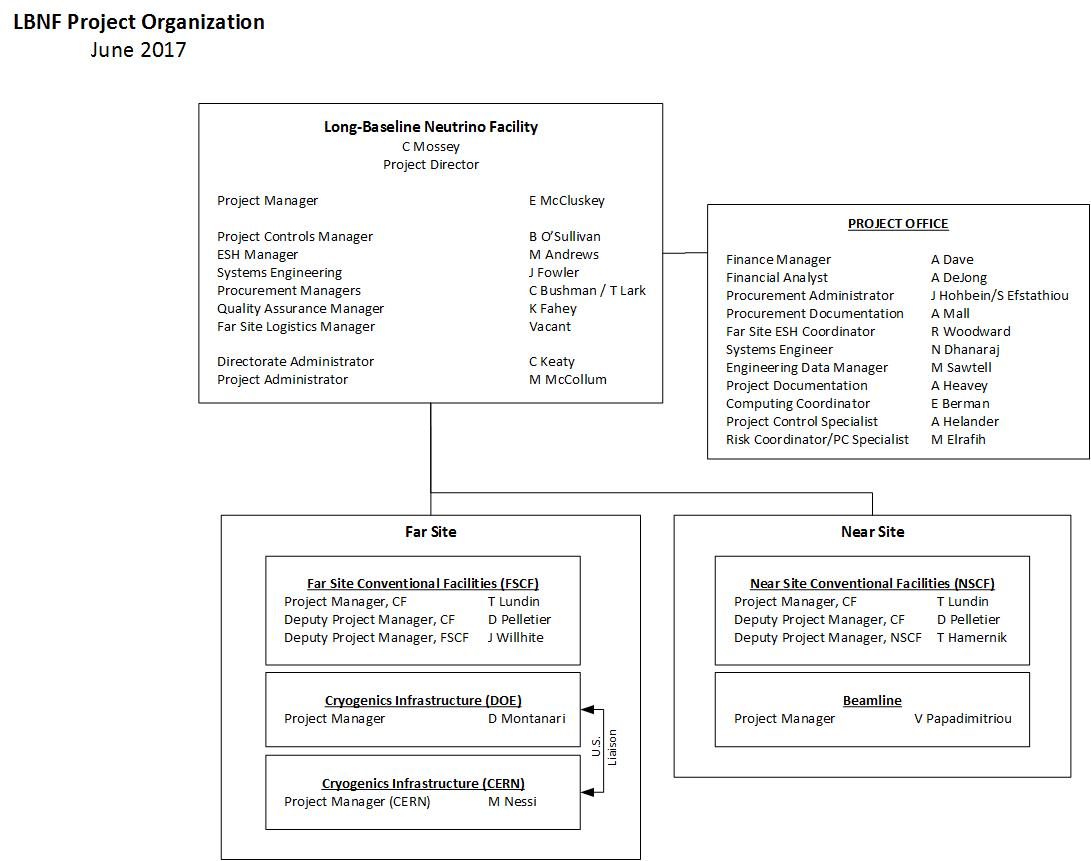 LBNF Project Organization
June 2017
Long-Baseline Neutrino Facility
C Mossey
Project Director
Project Manager E McCluskey
Project Controls Manager B O’Sullivan
ESH Manager M Andrews
Systems Engineering J Fowler
Procurement Managers C Bushman / T Lark
Quality Assurance Manager K Fahey
Far Site Logistics Manager Vacant
Directorate Administrator C Keaty
Project Administrator M McCollum
PROJECT OFFICE
Finance Manager A Dave
Financial Analyst A DeJong
Procurement Administrator J Hohbein/S Efstathiou
Procurement Documentation A Mall
Far Site ESH Coordinator R Woodward
Systems Engineer N Dhanaraj
Engineering Data Manager M Sawtell
Project Documentation A Heavey
Computing Coordinator E Berman
Project Control Specialist A Helander
Risk Coordinator/PC Specialist M Elrafih
Far Site
Far Site Conventional Facilities (FSCF)
Project Manager, CF T Lundin
Deputy Project Manager, CF D Pelletier
Deputy Project Manager, FSCF J Willhite
Cryogenics Infrastructure (DOE)
Project Manager D Montanari
Cryogenics Infrastructure (CERN)
Project Manager (CERN) M Nessi
U.S.
Liaison
Near Site
Near Site Conventional Facilities (NSCF)
Project Manager, CF T Lundin
Deputy Project Manager, CF D Pelletier
Deputy Project Manager, NSCF T Hamernik
Beamline
Project Manager V Papadimitriou